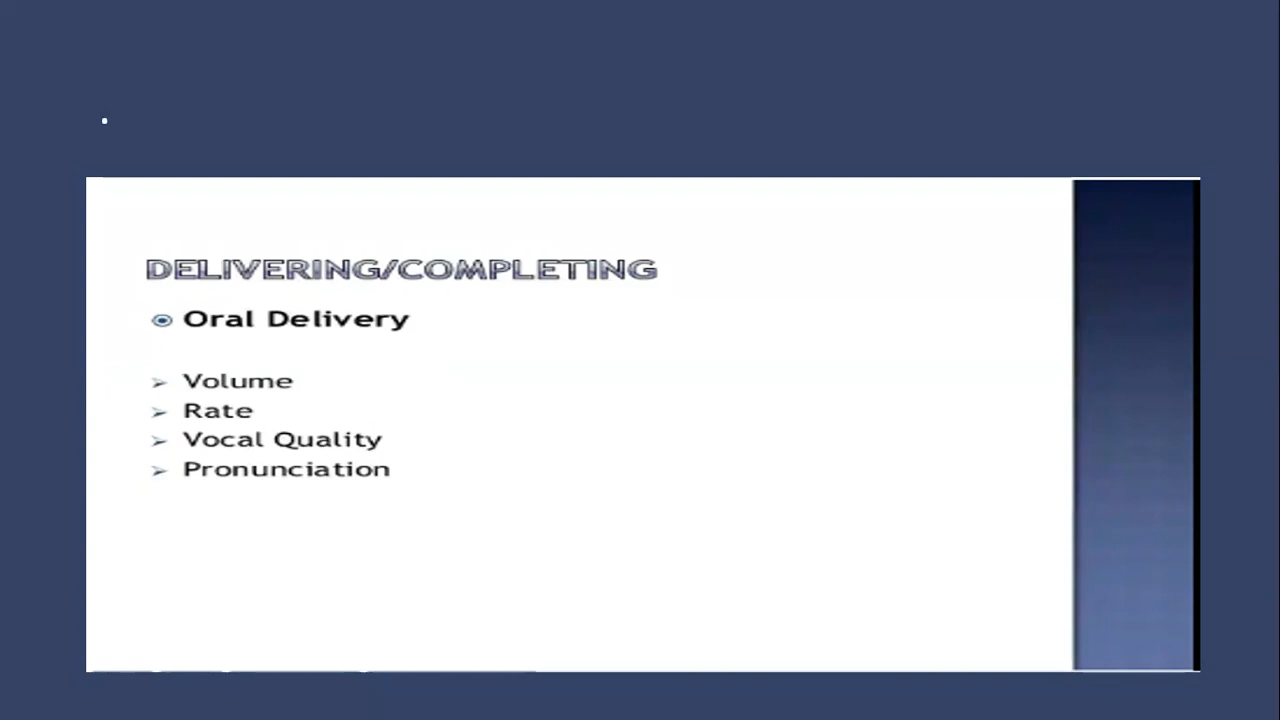 .
DELIVERING/COMPLETING
Oral Delivery
Volume
Rate
Vocal Quality
Pronunciation